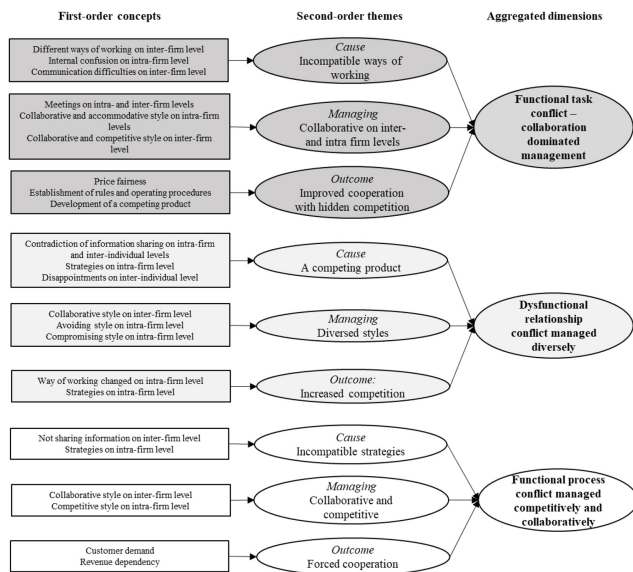 First-order concepts
Second-order themes
Aggregated dimensions
Different ways of working on inter-firm level
Internal confusion on intra-firm level
Communication difficulties on inter-firm level
Cause
Incompatible ways of
working
Meetings on intra- and inter-firm levels
Collaborative and accommodative style on intra-firm
levels
Collaborative and competitive style on inter-firm
level
Managing
Collaborative on inter-
and intra firm levels
Functional task
conflict –
collaboration
dominated
management
Price fairness
Establishment of rules and operating procedures
Development of a competing product
Outcome
Improved cooperation
with hidden competition
Contradiction of information sharing on intra-firm
and inter-individual levels
Strategies on intra-firm level
Disappointments on inter-individual level
Cause
A competing product
Collaborative style on inter-firm level
Avoiding style on intra-firm level
Compromising style on intra-firm level
Managing
Diversed styles
Dysfunctional
relationship
conflict managed
diversely
Way of working changed on intra-firm level
Strategies on intra-firm level
Outcome:
Increased competition
Not sharing information on inter-firm level
Strategies on intra-firm level
Cause
Incompatible strategies
Collaborative style on inter-firm level
Competitive style on intra-firm level
Managing
Collaborative and
competitive
Functional process
conflict managed
competitively and
collaboratively
Customer demand
Revenue dependency
Outcome
Forced cooperation